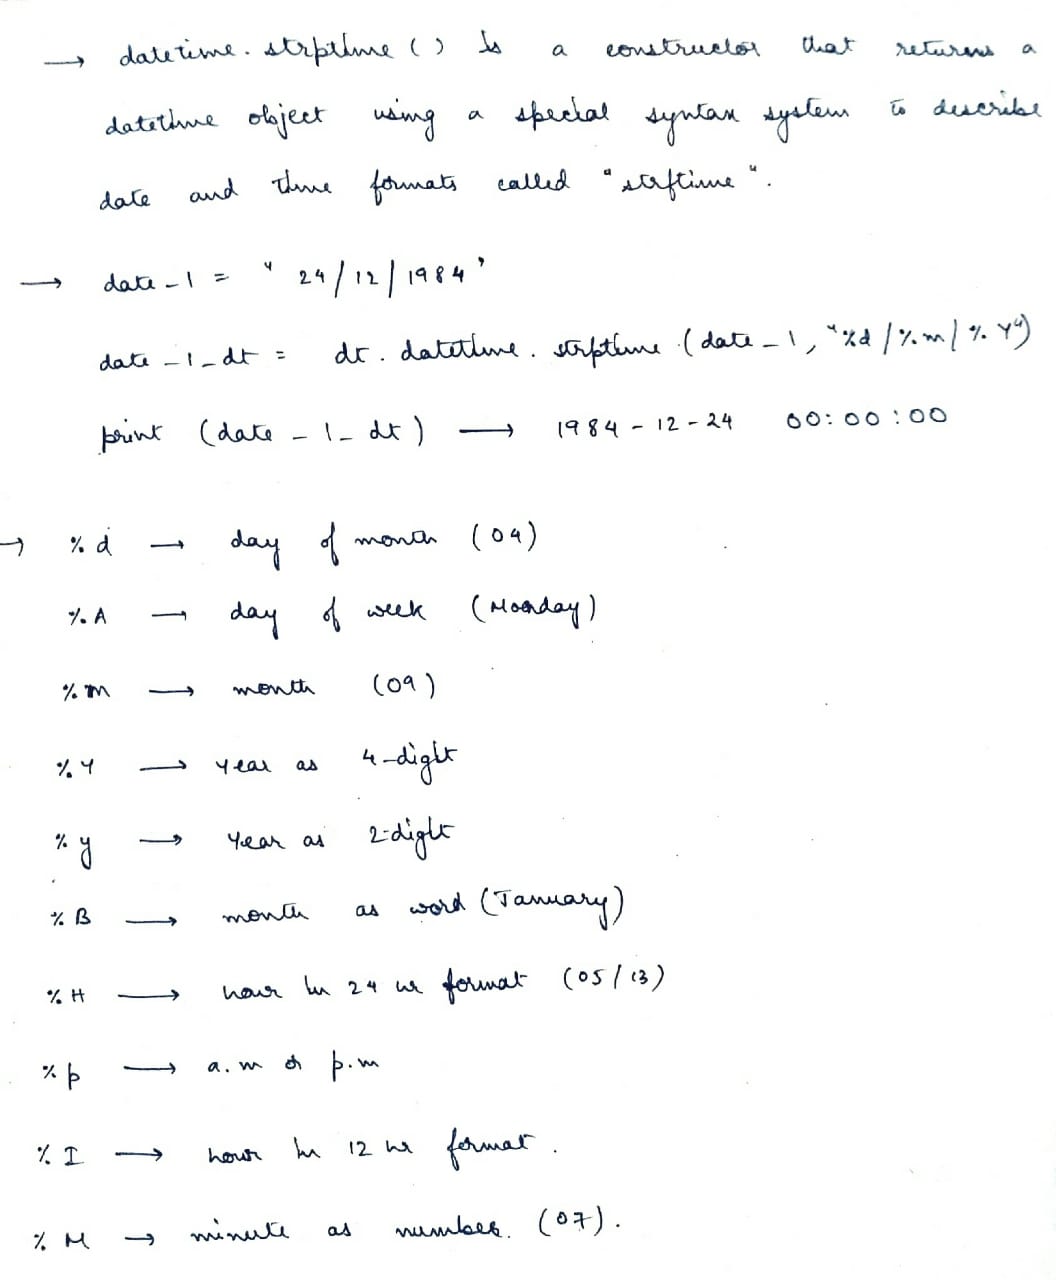 → datetime. strptime () is a constructor that returns a
datetime object using a special syntax system to describe
date and time formats called "strftime".
→ date_1 = "24/12/1984"
date_1_dt = dt. datetime. strptime (date_1, "%d/%m/%Y")
print (date_1_dt) → 1984-12-24 00:00:00
→ %d → day of month (04)
%A → day of week (Monday)
%m → month (09)
%Y → year as 4-digit
%y → Year as 2-digit
%B → month as word (January)
%H → hour in 24 hr format (05/13)
%p → a.m or p.m
%I → hour in 12 hr format.
%M → minute as number. (07).